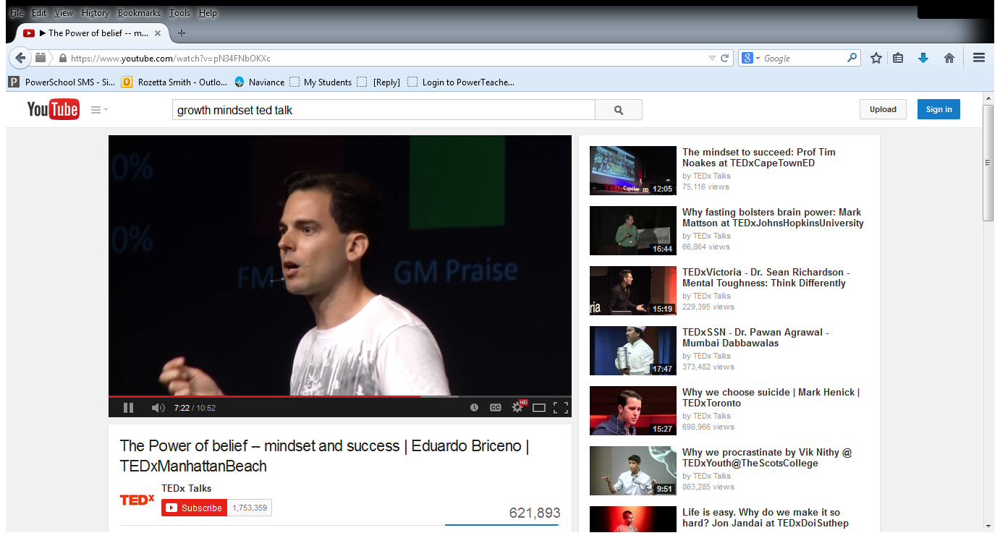 File Edit View History Bookmarks Tools Help
The Power of belief -- m...
https://www.youtube.com/watch?v=pN34FNbOKXc
Google
PowerSchool SMS - Si... Rozetta Smith - Outlo... Naviance My Students [Reply] Login to PowerTeache...
YouTube
growth mindset ted talk
Upload
Sign in
0%
0%
FM
GM Praise
7:22 / 10:52
CC
HD
The Power of belief -- mindset and success | Eduardo Briceno |
TEDxManhattanBeach
TEDx
TEDx Talks
Subscribe 1,753,359
621,893
12:05
The mindset to succeed: Prof Tim
Noakes at TEDxCapeTownED
by TEDx Talks
75,116 views
16:44
Why fasting bolsters brain power: Mark
Mattson at TEDxJohnsHopkinsUniversity
by TEDx Talks
66,864 views
15:19
TEDxVictoria - Dr. Sean Richardson -
Mental Toughness: Think Differently
by TEDx Talks
229,395 views
17:47
TEDxSSN - Dr. Pawan Agrawal -
Mumbai Dabbawalas
by TEDx Talks
373,482 views
15:27
Why we choose suicide | Mark Henick |
TEDxToronto
by TEDx Talks
698,966 views
9:51
Why we procrastinate by Vik Nithy @
TEDxYouth@TheScotsCollege
by TEDx Talks
863,285 views
Life is easy. Why do we make it so
hard? Jon Jandai at TEDxDoiSuthep